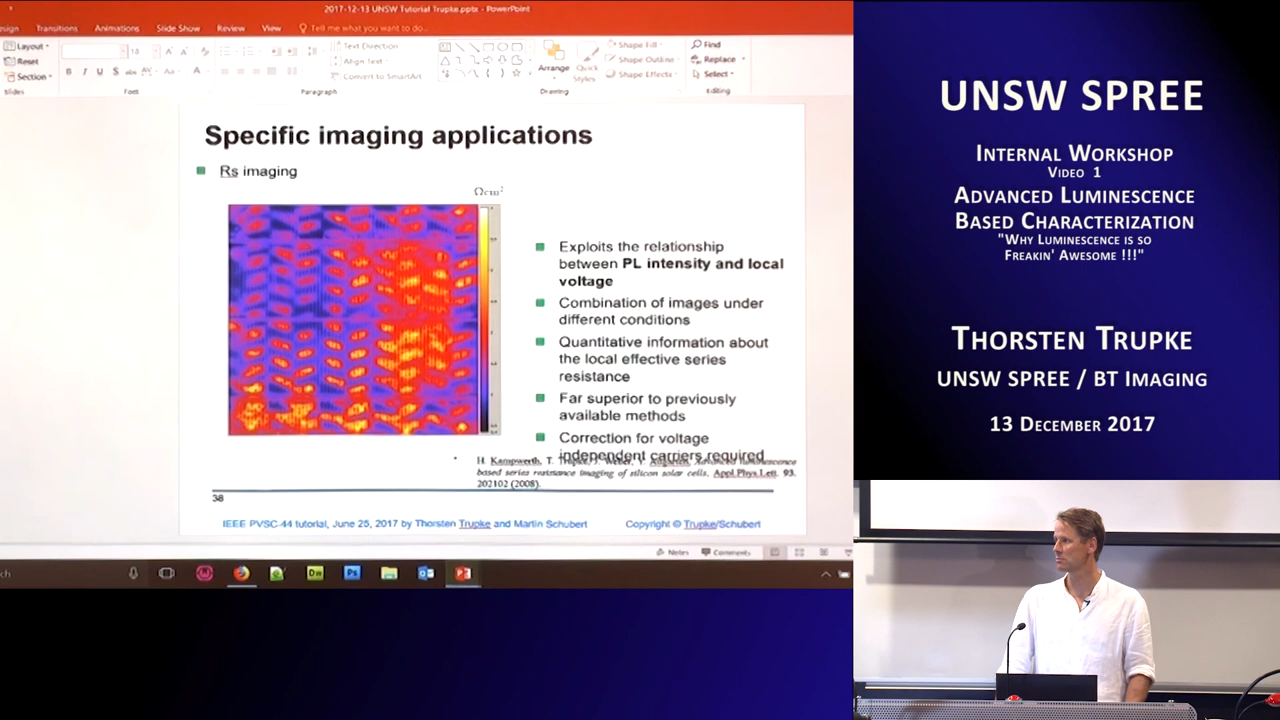 2017-12-13 UNSW Tutorial Trupke.pptx - PowerPoint
Transitions
Animations
Slide Show
Review
View
Tell me what you want to do...
Layout
Reset
Section
Slides
18
Font
Text Direction
Align Text
Convert to SmartArt
Paragraph
Arrange
Quick
Styles
Shape Fill
Shape Outline
Shape Effects
Drawing
Find
Replace
Select
Editing
Specific imaging applications
Rs imaging
Ωcm²
Exploits the relationship
between PL intensity and local
voltage
Combination of images under
different conditions
Quantitative information about
the local effective series
resistance
Far superior to previously
available methods
Correction for voltage
independent carriers required
H. Kampwerth, T. Trupke, J. Weber, Y. Augarten, Advanced luminescence
based series resistance imaging of silicon solar cells, Appl.Phys.Lett. 93,
202102 (2008).
38
IEEE PVSC-44 tutorial, June 25, 2017 by Thorsten Trupke and Martin Schubert
Copyright © Trupke/Schubert
Notes
Comments
UNSW SPREE
Internal Workshop
Video 1
Advanced Luminescence
Based Characterization
"Why Luminescence is so
Freakin' Awesome !!!"
Thorsten Trupke
UNSW SPREE / BT Imaging
13 December 2017